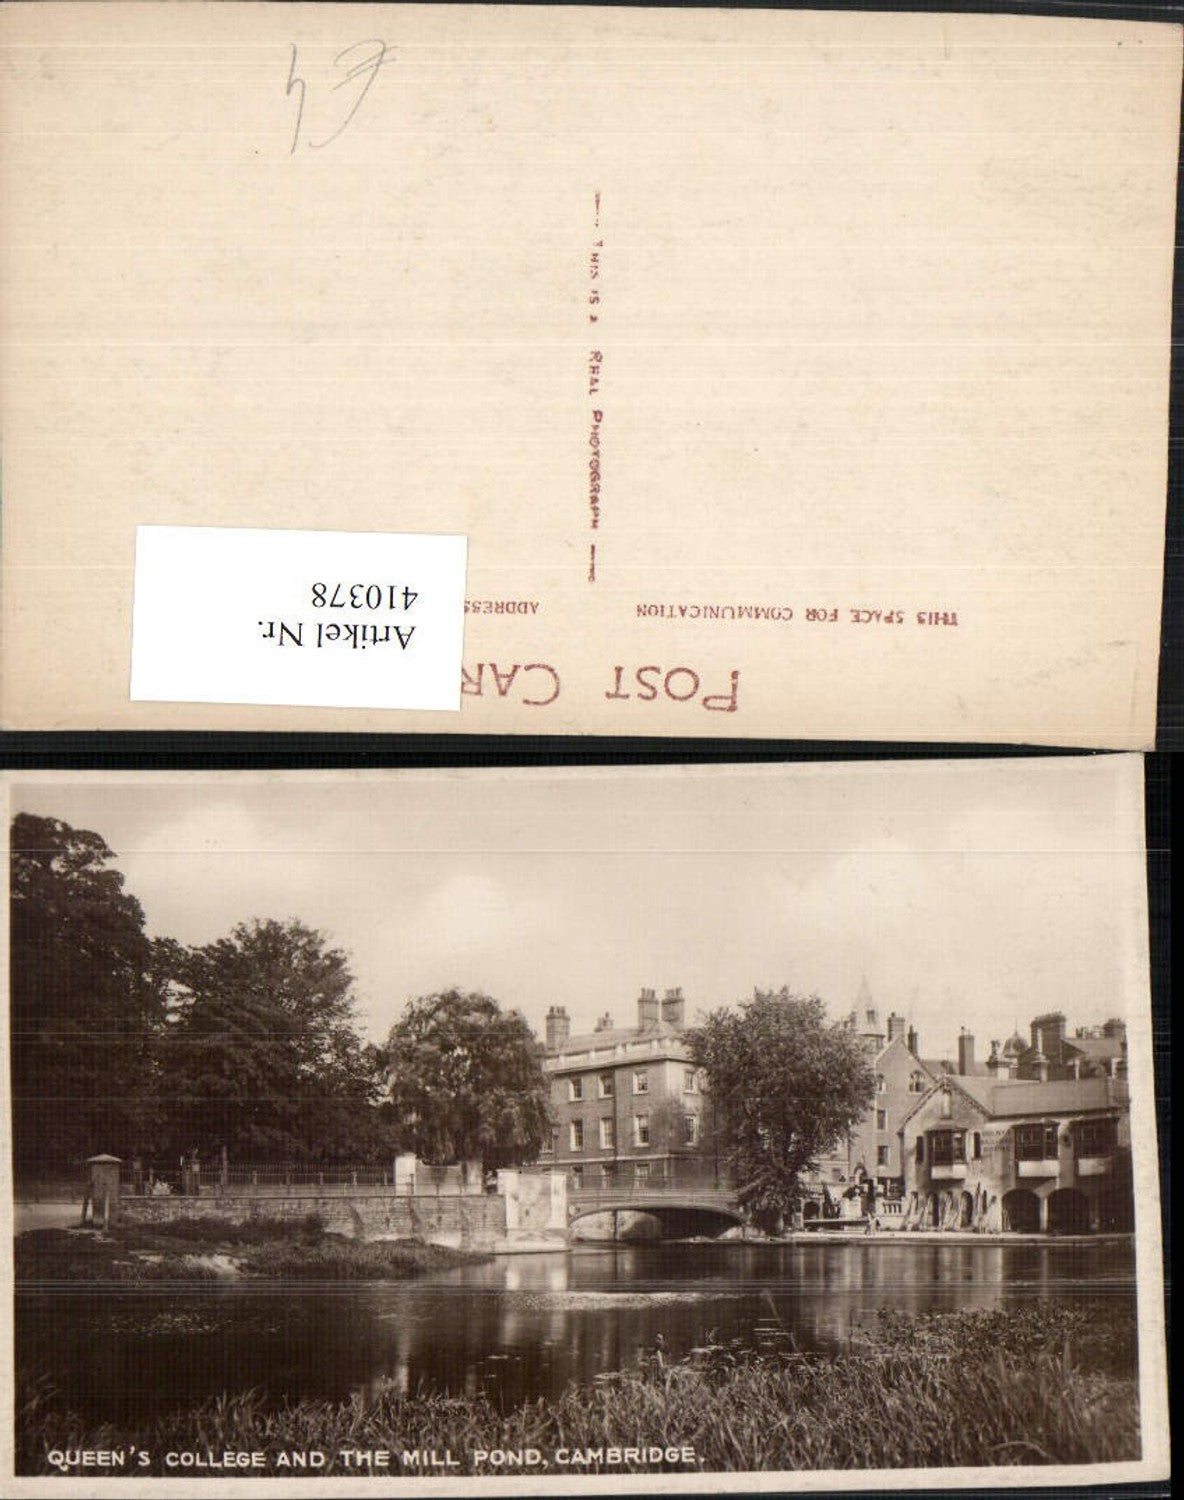 POST CAR
THIS SPACE FOR COMMUNICATION
ADDRESS
THIS IS A REAL PHOTOGRAPH
Artikel Nr.
410378
QUEEN'S COLLEGE AND THE MILL POND, CAMBRIDGE.